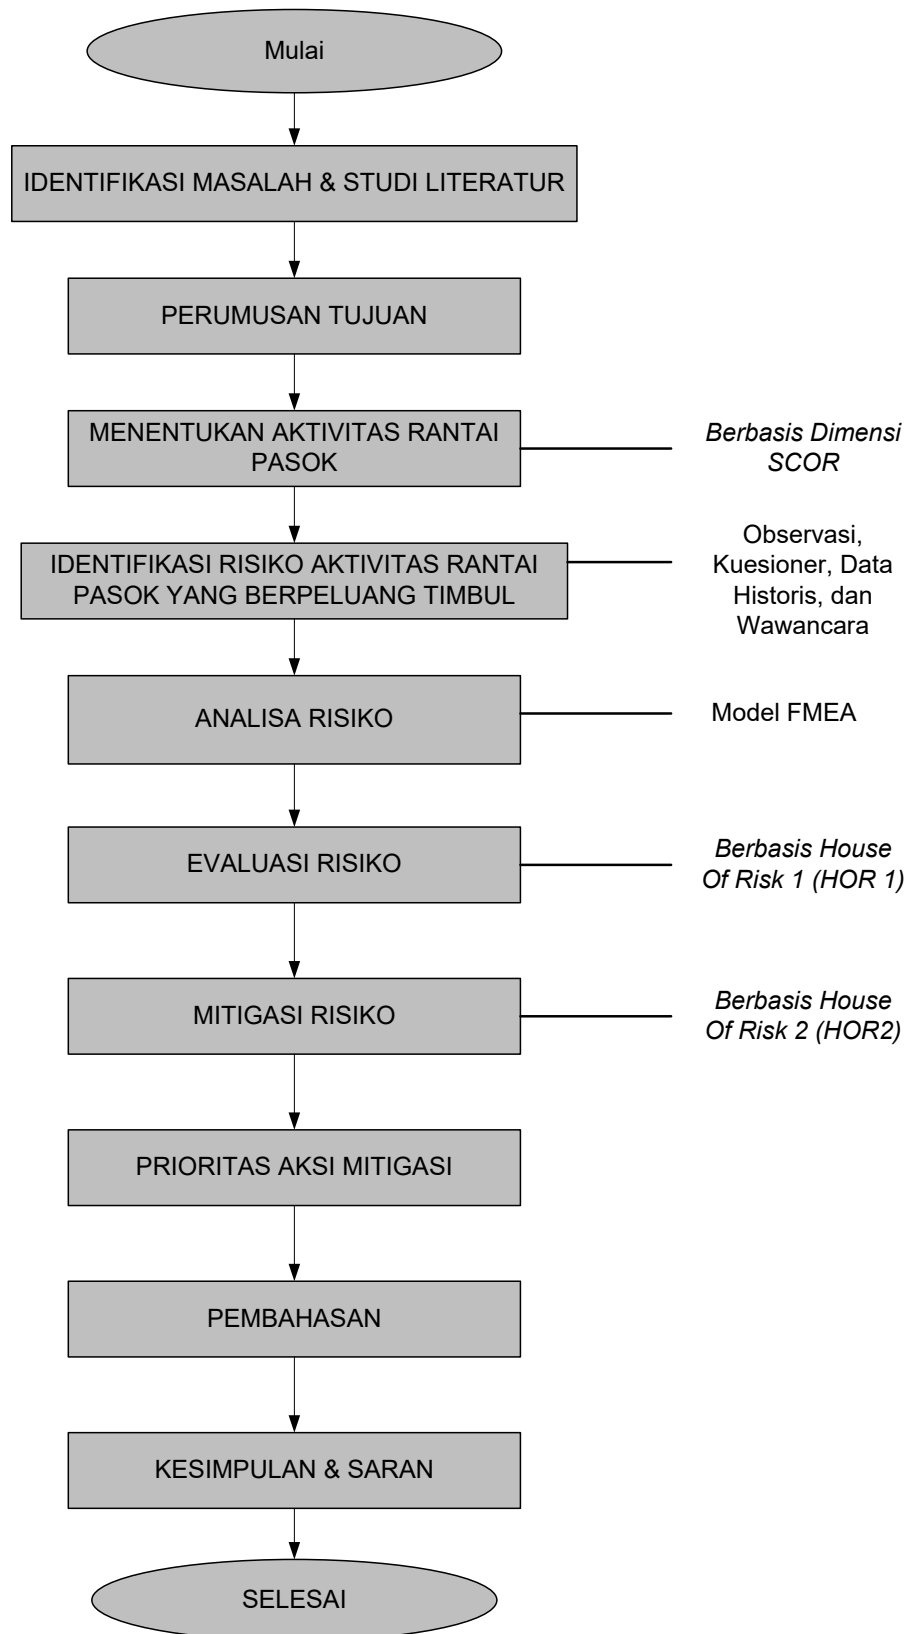 Mulai
IDENTIFIKASI MASALAH & STUDI LITERATUR
PERUMUSAN TUJUAN
MENENTUKAN AKTIVITAS RANTAI
PASOK
Berbasis Dimensi
SCOR
IDENTIFIKASI RISIKO AKTIVITAS RANTAI
PASOK YANG BERPELUANG TIMBUL
Observasi,
Kuesioner, Data
Historis, dan
Wawancara
ANALISA RISIKO
Model FMEA
EVALUASI RISIKO
Berbasis House
Of Risk 1 (HOR 1)
MITIGASI RISIKO
Berbasis House
Of Risk 2 (HOR2)
PRIORITAS AKSI MITIGASI
PEMBAHASAN
KESIMPULAN & SARAN
SELESAI